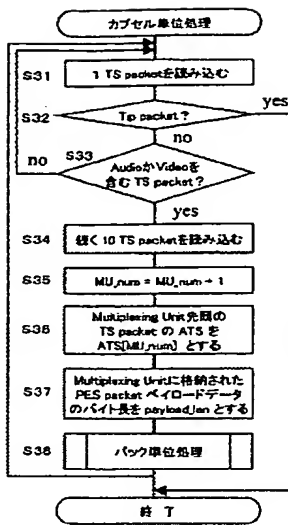 カプセル単位処理
S31
1 TS packetを読み込む
S32
Tip packet ?
yes
no
no
S33
AudioかVideoを
含む TS packet ?
yes
S34
続く 10 TS packetを読み込む
S35
MU_num = MU_num + 1
S36
Multiplexing Unit先頭の
TS packet の ATS を
ATS[MU_num] とする
S37
Multiplexing Unitに格納された
PES packet ペイロードデータ
のバイト長を payload_len とする
S38
パック単位処理
終 了